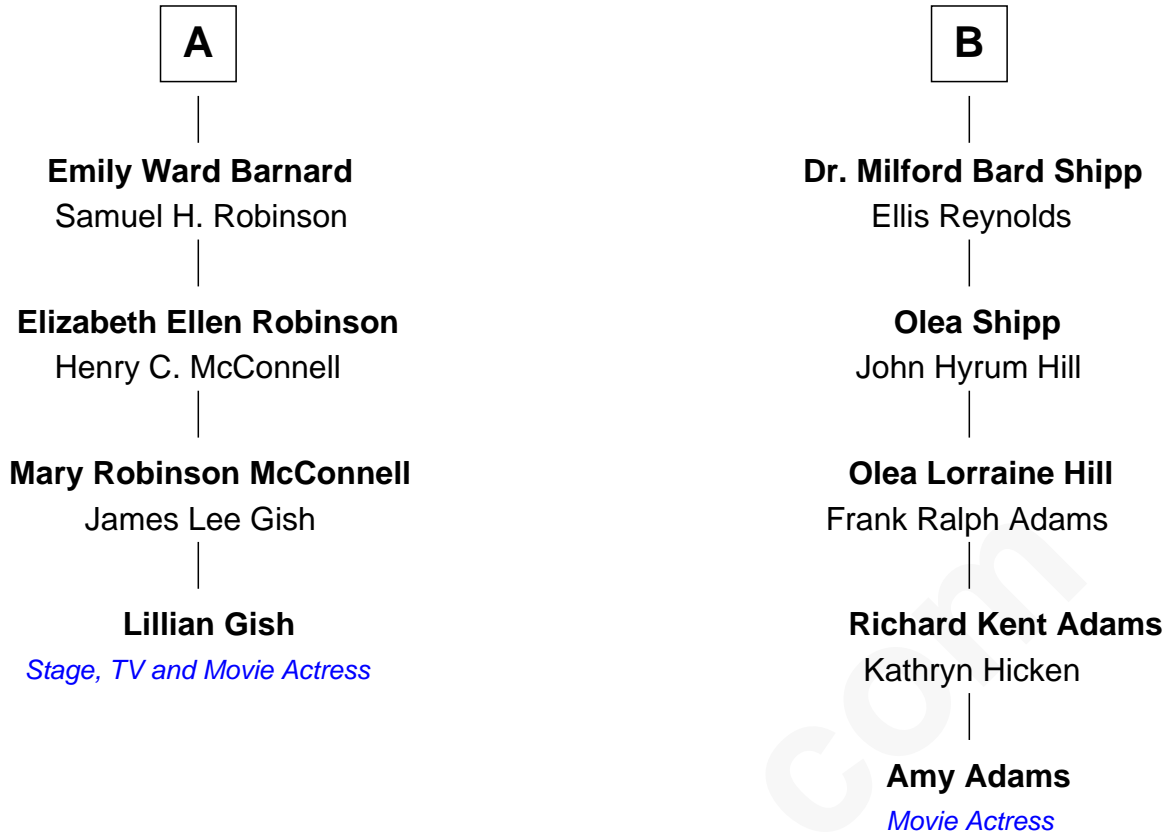 A
Emily Ward Barnard
Samuel H. Robinson
Elizabeth Ellen Robinson
Henry C. McConnell
Mary Robinson McConnell
James Lee Gish
Lillian Gish
Stage, TV and Movie Actress
B
Dr. Milford Bard Shipp
Ellis Reynolds
Olea Shipp
John Hyrum Hill
Olea Lorraine Hill
Frank Ralph Adams
Richard Kent Adams
Kathryn Hicken
Amy Adams
Movie Actress
com